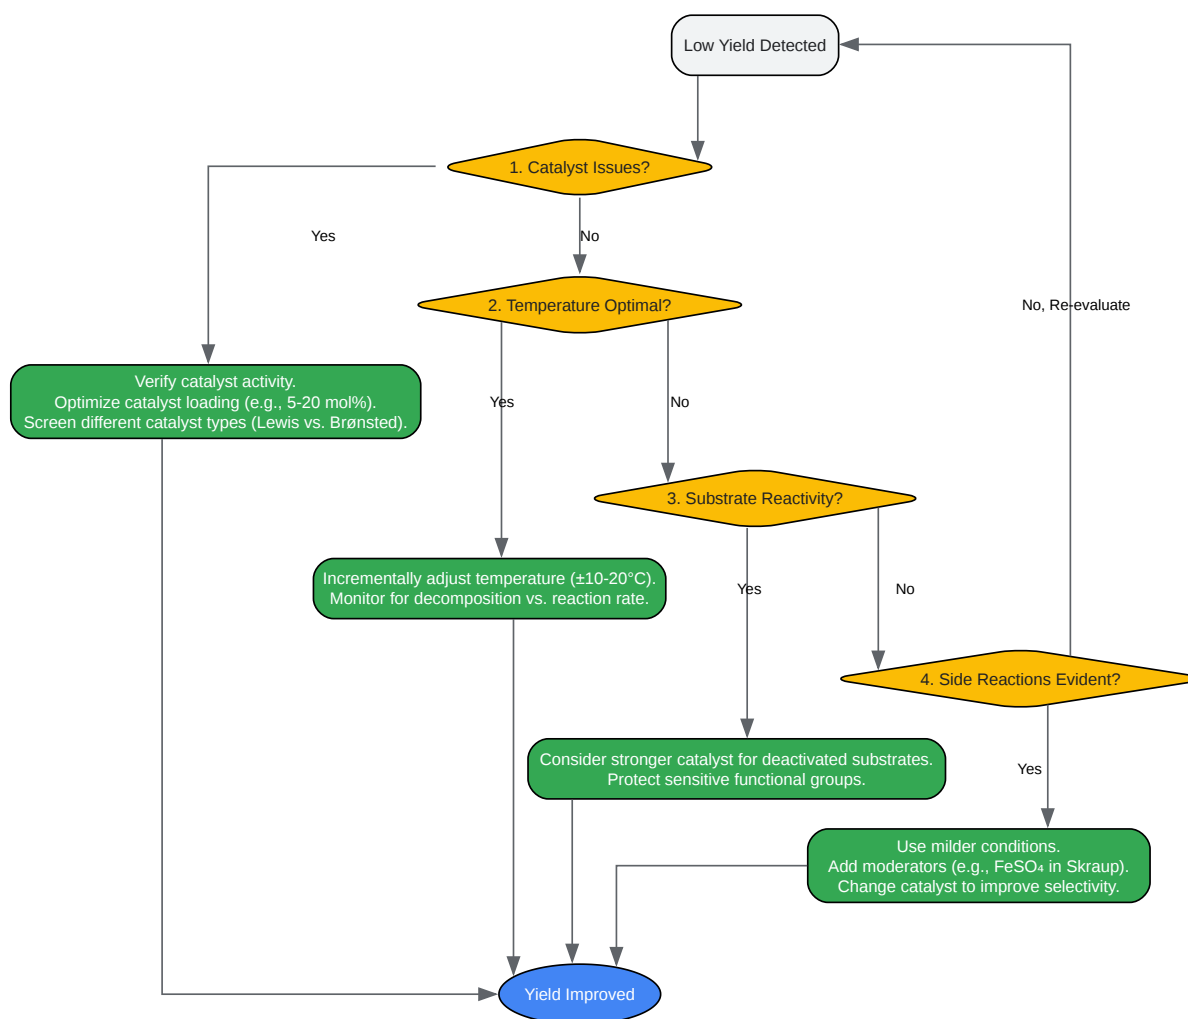 Low Yield Detected
1. Catalyst Issues?
Yes
No
2. Temperature Optimal?
No, Re-evaluate
Verify catalyst activity.
Optimize catalyst loading (e.g., 5-20 mol%).
Screen different catalyst types (Lewis vs. Brønsted).
Yes
No
3. Substrate Reactivity?
Incrementally adjust temperature (±10-20°C).
Monitor for decomposition vs. reaction rate.
Yes
No
4. Side Reactions Evident?
Consider stronger catalyst for deactivated substrates.
Protect sensitive functional groups.
Yes
Use milder conditions.
Add moderators (e.g., FeSO₄ in Skraup).
Change catalyst to improve selectivity.
Yield Improved